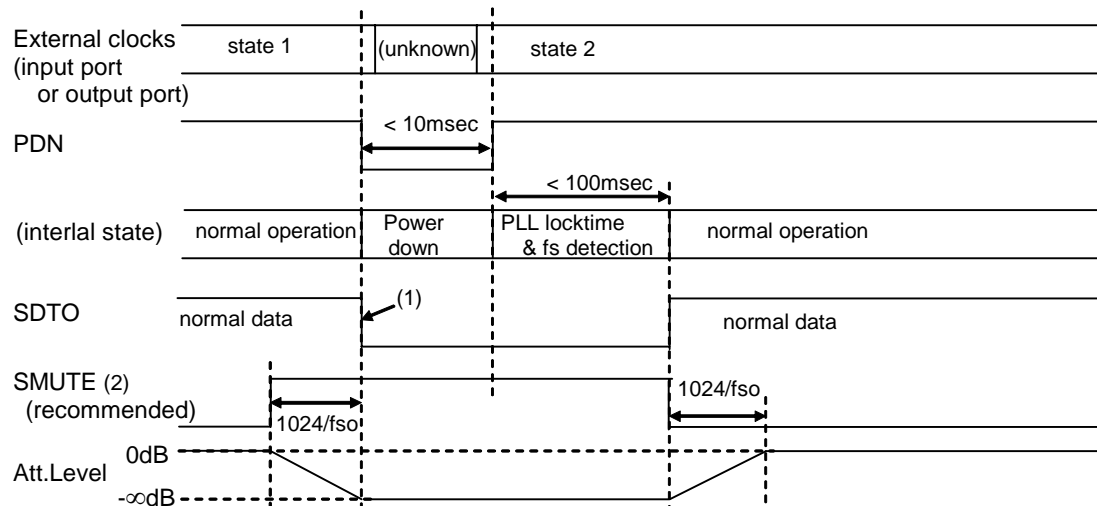 External clocks
(input port
or output port)
state 1
(unknown)
state 2
PDN
< 10msec
< 100msec
(interlal state)
normal operation
Power
down
PLL locktime
& fs detection
normal operation
SDTO
normal data
(1)
normal data
SMUTE (2)
(recommended)
1024/fso
1024/fso
Att.Level
0dB
-∞dB